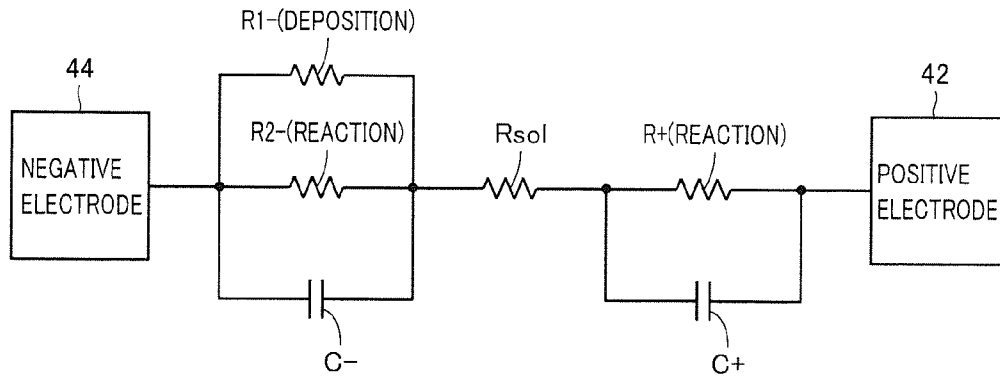 R1-(DEPOSITION)
44
42
R2-(REACTION)
Rsol
R+(REACTION)
NEGATIVE
ELECTRODE
POSITIVE
ELECTRODE
C-
C+